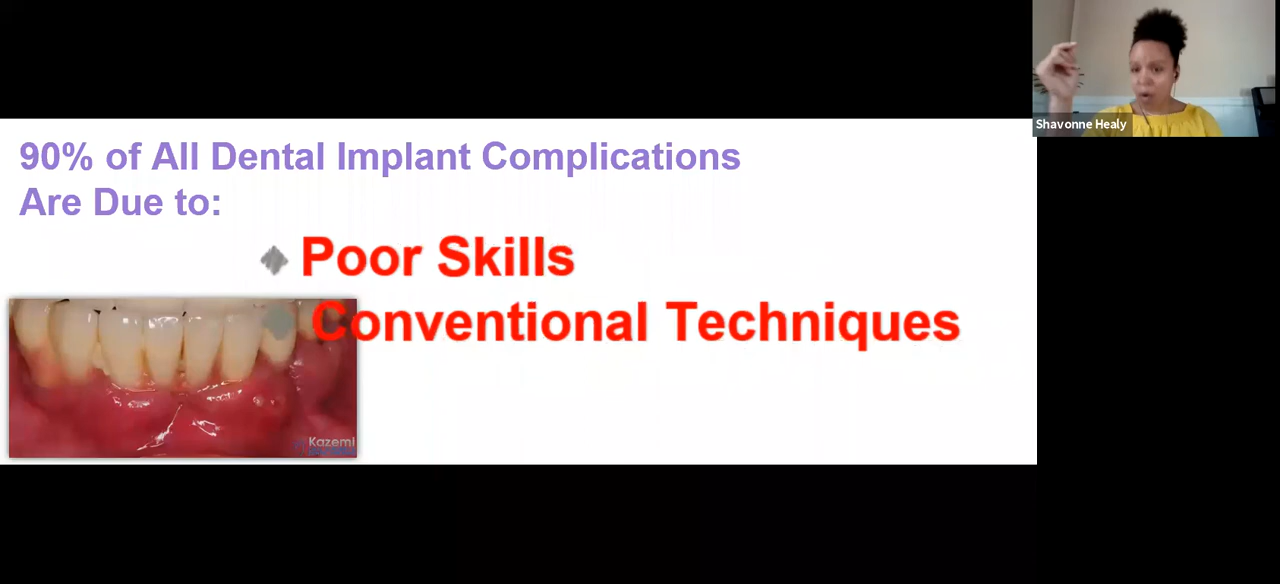 Shavonne Healy
90% of All Dental Implant Complications
Are Due to:
Poor Skills
Conventional Techniques
Kazemi